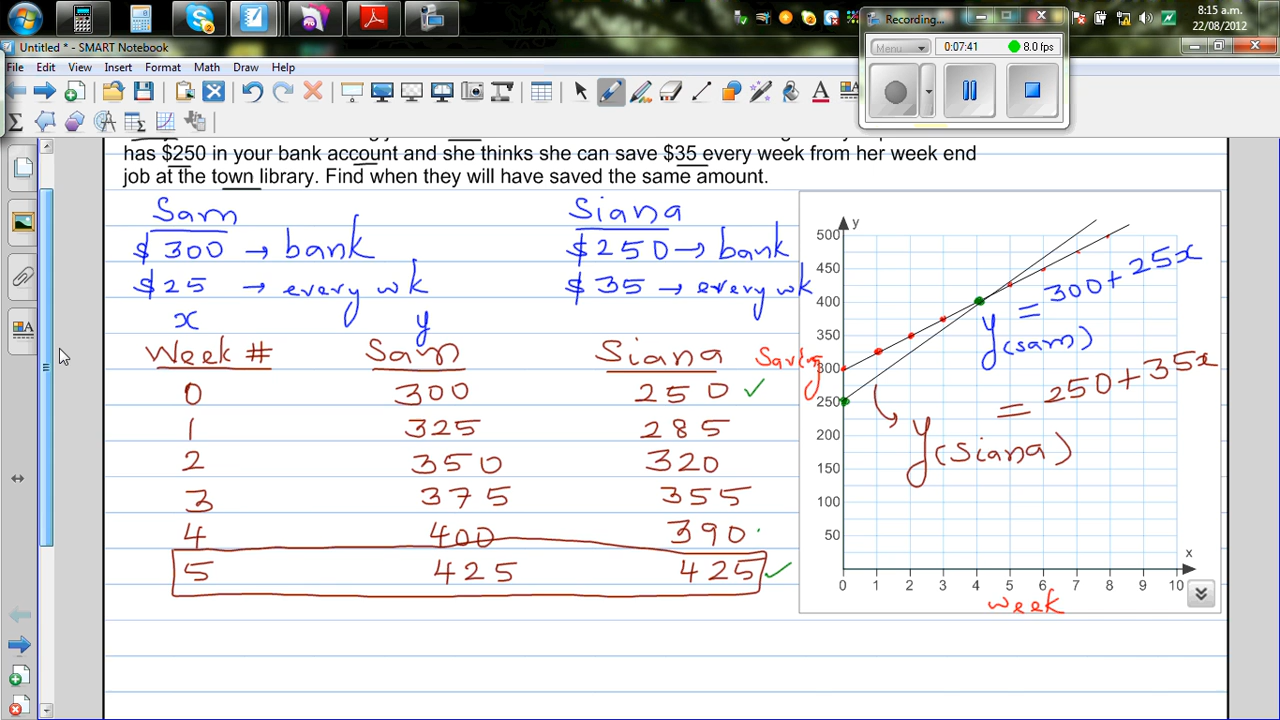 8:15 a.m.
22/08/2012
Recording...
Menu
0:07:41
8.0 fps
Untitled * - SMART Notebook
File Edit View Insert Format Math Draw Help
has $250 in your bank account and she thinks she can save $35 every week from her week end
job at the town library. Find when they will have saved the same amount.
Sam Siana
$ 300 → bank $ 250 → bank
$ 25 → every wk $ 35 → every wk
x y
Week # Sam Siana
0 300 250 ✓
1 325 285
2 350 320
3 375 355
4 400 390
5 425 425 ✓
Saving
y
500
450
400
350
300
250
200
150
100
50
0 1 2 3 4 5 6 7 8 9 10
x
week
y(sam) = 300+25x
y(Siana) = 250+35x